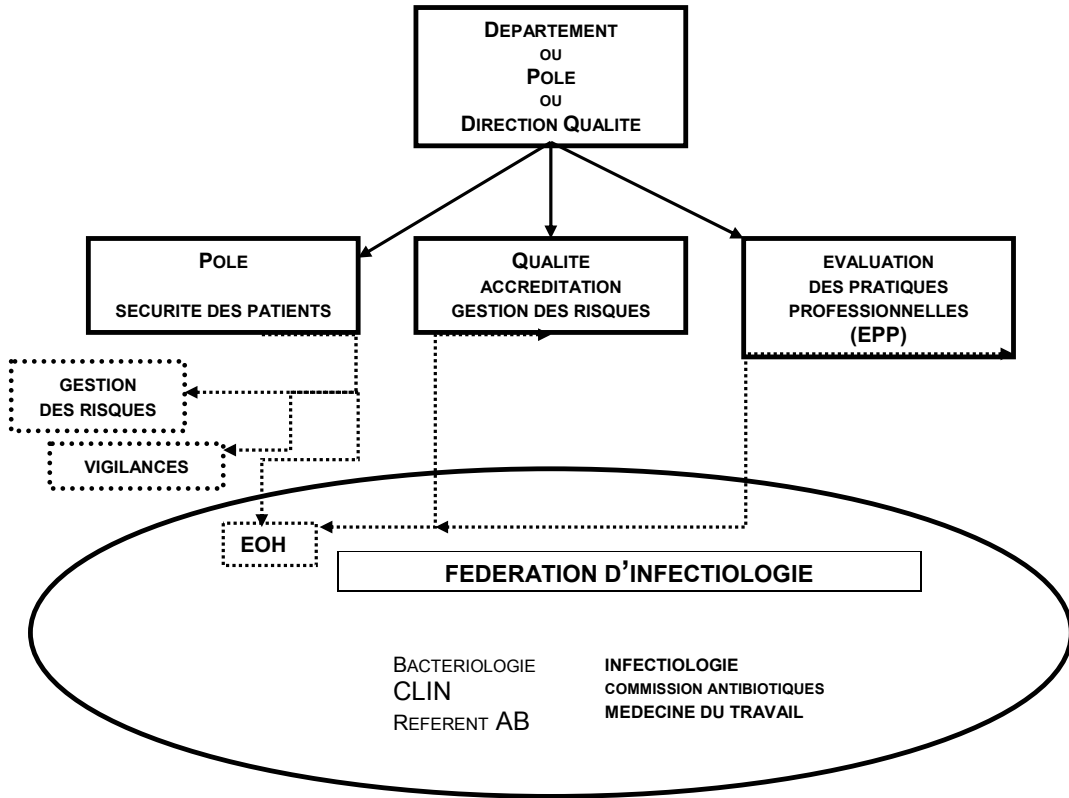 DEPARTEMENT
OU
POLE
OU
DIRECTION QUALITE
POLE
SECURITE DES PATIENTS
QUALITE
ACCREDITATION
GESTION DES RISQUES
EVALUATION
DES PRATIQUES
PROFESSIONNELLES
(EPP)
GESTION
DES RISQUES
VIGILANCES
EOH
FEDERATION D'INFECTIOLOGIE
BACTERIOLOGIE
CLIN
REFERENT AB
INFECTIOLOGIE
COMMISSION ANTIBIOTIQUES
MEDECINE DU TRAVAIL